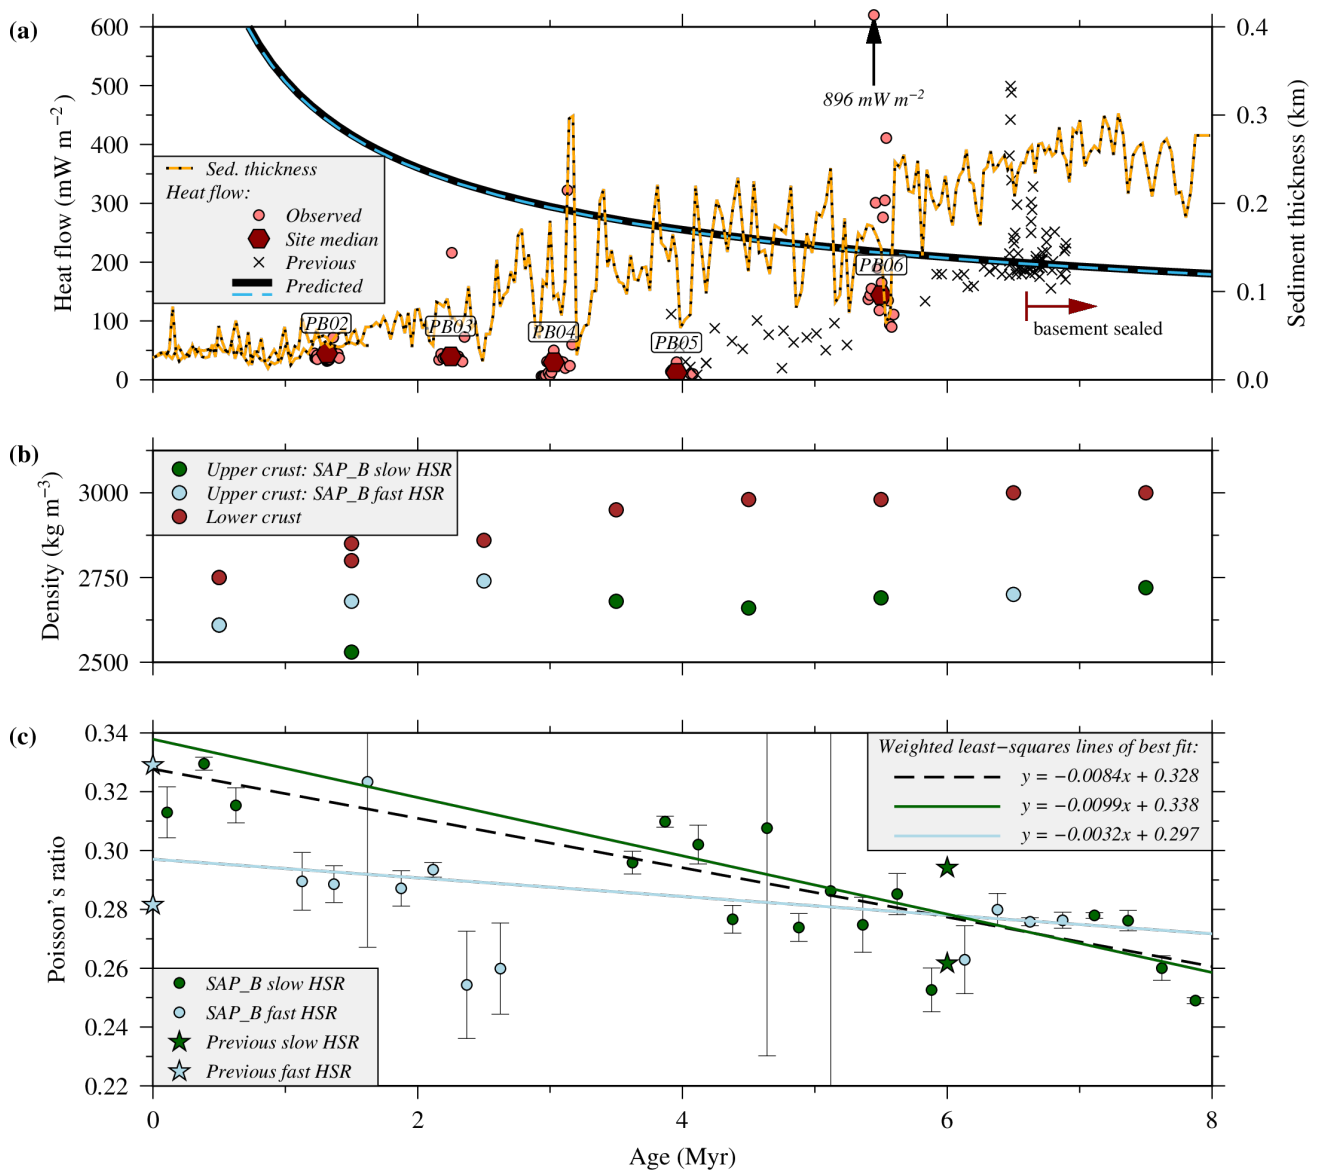 (a)
600
500
400
300
200
100
0
Heat flow (mW m−2 )
0.4
0.3
0.2
0.1
0.0
Sediment thickness (km)
896 mW m−2
Sed. thickness
Heat flow:
Observed
Site median
Previous
Predicted
PB02
PB03
PB04
PB05
PB06
basement sealed
(b)
3000
2750
2500
Density (kg m−3)
Upper crust: SAP_B slow HSR
Upper crust: SAP_B fast HSR
Lower crust
(c)
0.34
0.32
0.30
0.28
0.26
0.24
0.22
Poisson's ratio
Weighted least−squares lines of best fit:
y = −0.0084x + 0.328
y = −0.0099x + 0.338
y = −0.0032x + 0.297
SAP_B slow HSR
SAP_B fast HSR
Previous slow HSR
Previous fast HSR
0 2 4 6 8
Age (Myr)